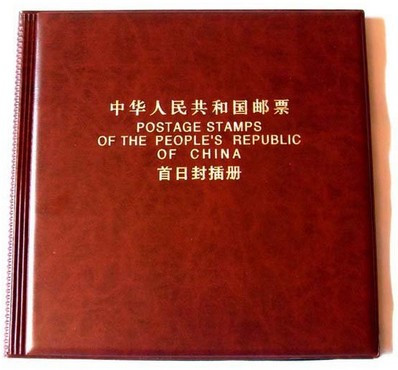 中华人民共和国邮票
POSTAGE STAMPS
OF THE PEOPLE'S REPUBLIC
OF CHINA
首日封插册